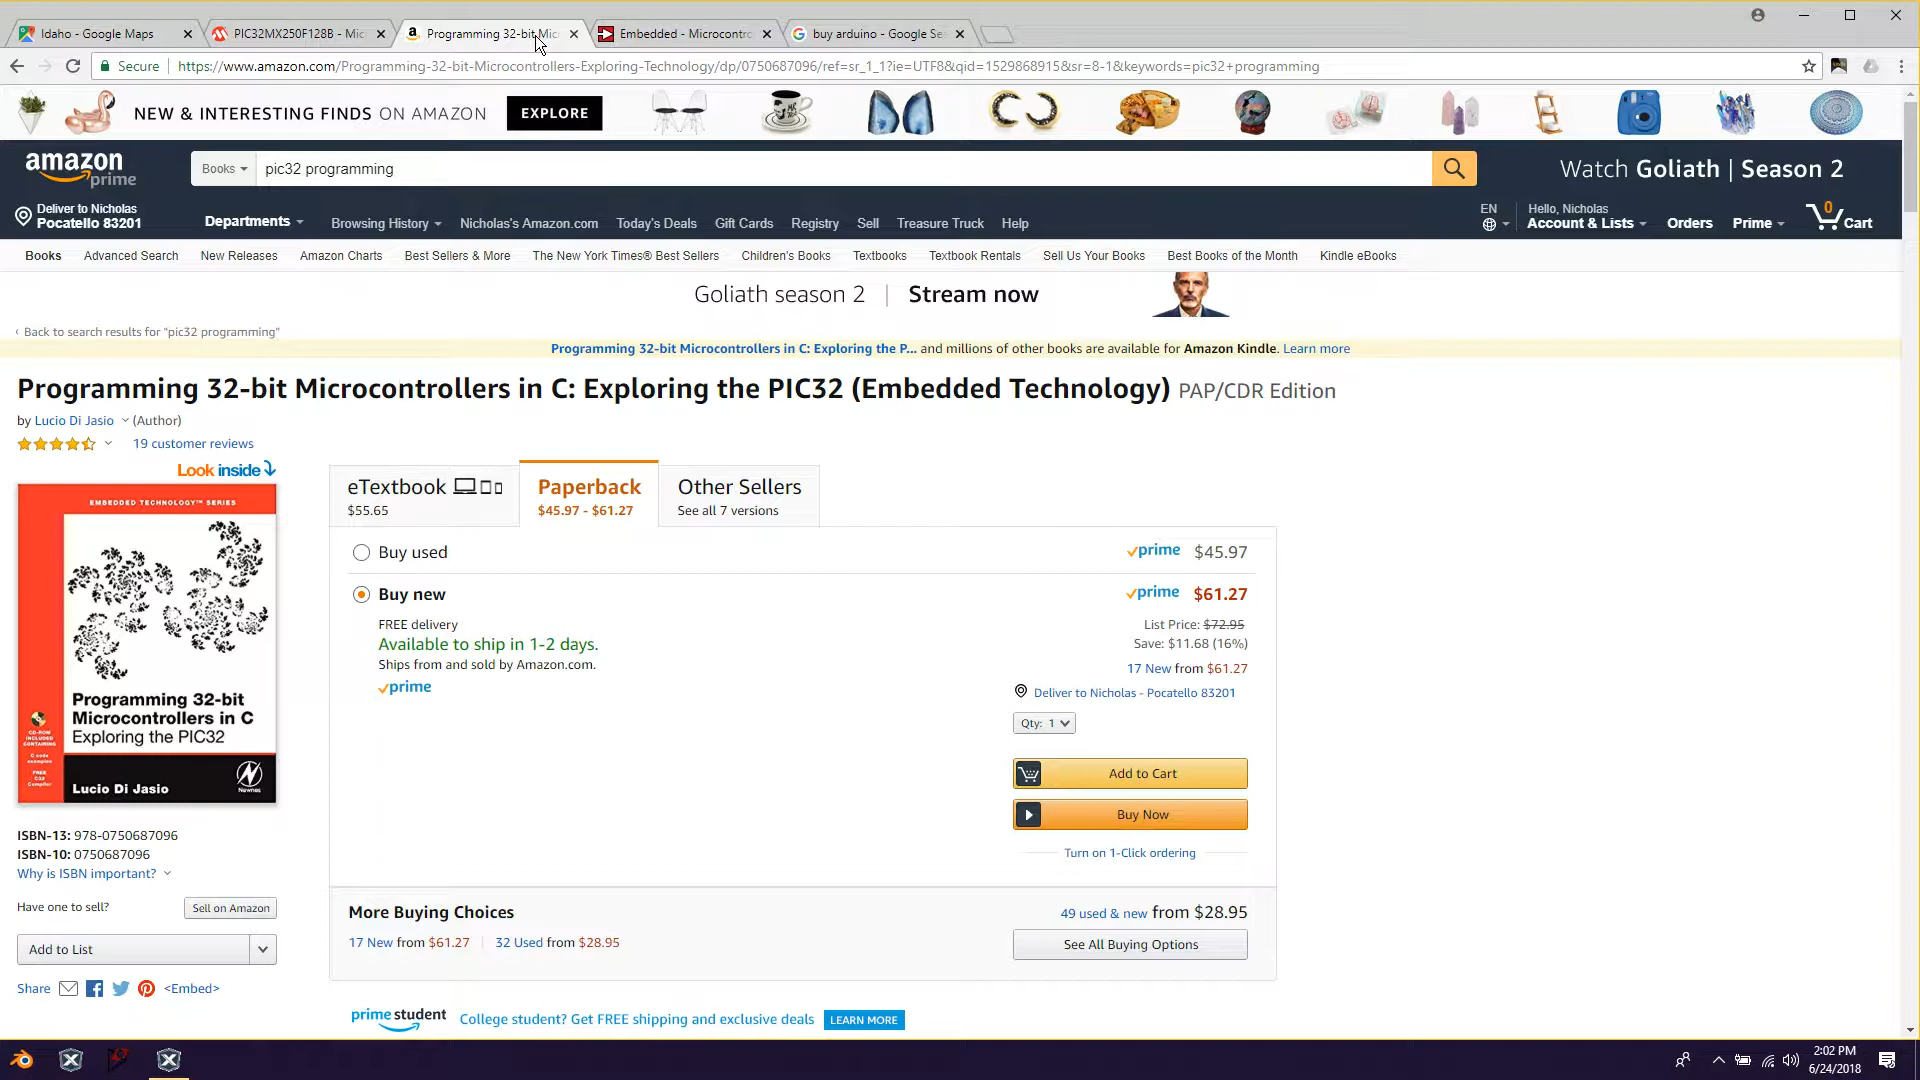 Idaho - Google Maps
PIC32MX250F128B - Mic
Programming 32-bit Mic
Embedded - Microcontro
buy arduino - Google Se
Secure
https://www.amazon.com/Programming-32-bit-Microcontrollers-Exploring-Technology/dp/0750687096/ref=sr_1_1?ie=UTF8&qid=1529868915&sr=8-1&keywords=pic32+programming
NEW & INTERESTING FINDS ON AMAZON
EXPLORE
amazon
prime
Books
pic32 programming
Watch Goliath | Season 2
Deliver to Nicholas
Pocatello 83201
Departments
Browsing History
Nicholas's Amazon.com
Today's Deals
Gift Cards
Registry
Sell
Treasure Truck
Help
EN
Hello, Nicholas
Account & Lists
Orders
Prime
0
Cart
Books
Advanced Search
New Releases
Amazon Charts
Best Sellers & More
The New York Times® Best Sellers
Children's Books
Textbooks
Textbook Rentals
Sell Us Your Books
Best Books of the Month
Kindle eBooks
Goliath season 2 | Stream now
‹ Back to search results for "pic32 programming"
Programming 32-bit Microcontrollers in C: Exploring the P... and millions of other books are available for Amazon Kindle. Learn more
Programming 32-bit Microcontrollers in C: Exploring the PIC32 (Embedded Technology) PAP/CDR Edition
by Lucio Di Jasio (Author)
19 customer reviews
Look inside
EMBEDDED TECHNOLOGY™ SERIES
Programming 32-bit
Microcontrollers in C
Exploring the PIC32
CD-ROM
INCLUDED
CONTAINING
C code
examples
FREE
C32
Compiler
Lucio Di Jasio
Newnes
eTextbook
$55.65
Paperback
$45.97 - $61.27
Other Sellers
See all 7 versions
Buy used
prime
$45.97
Buy new
prime
$61.27
FREE delivery
List Price: $72.95
Available to ship in 1-2 days.
Save: $11.68 (16%)
Ships from and sold by Amazon.com.
17 New from $61.27
prime
Deliver to Nicholas - Pocatello 83201
Qty: 1
Add to Cart
Buy Now
Turn on 1-Click ordering
ISBN-13: 978-0750687096
ISBN-10: 0750687096
Why is ISBN important?
Have one to sell?
Sell on Amazon
Add to List
Share
<Embed>
More Buying Choices
49 used & new from $28.95
17 New from $61.27
32 Used from $28.95
See All Buying Options
prime student
College student? Get FREE shipping and exclusive deals
LEARN MORE
2:02 PM
6/24/2018